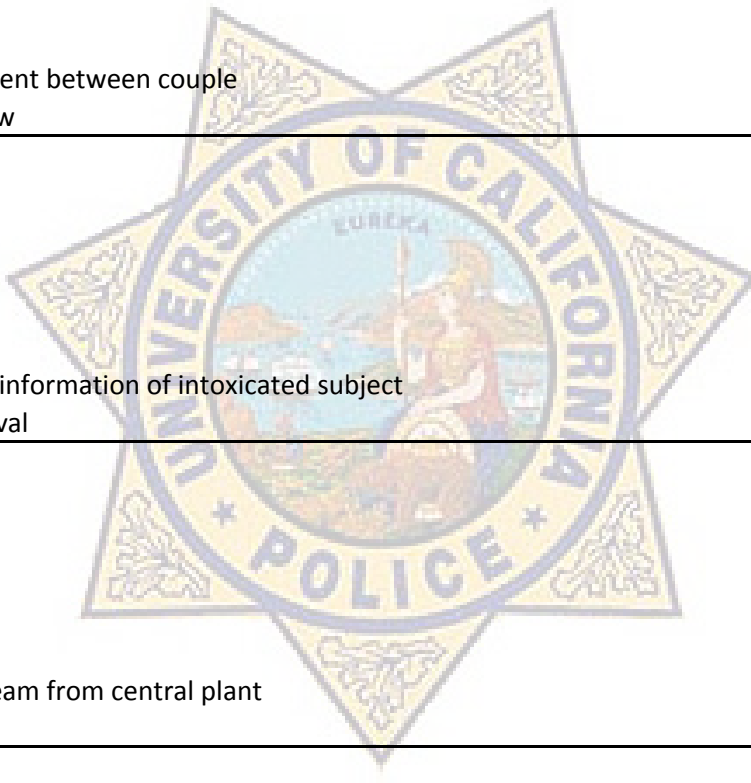 ent between couple
w
UNIVERSITY OF CALIFORNIA
EUREKA
information of intoxicated subject
val
POLICE
eam from central plant